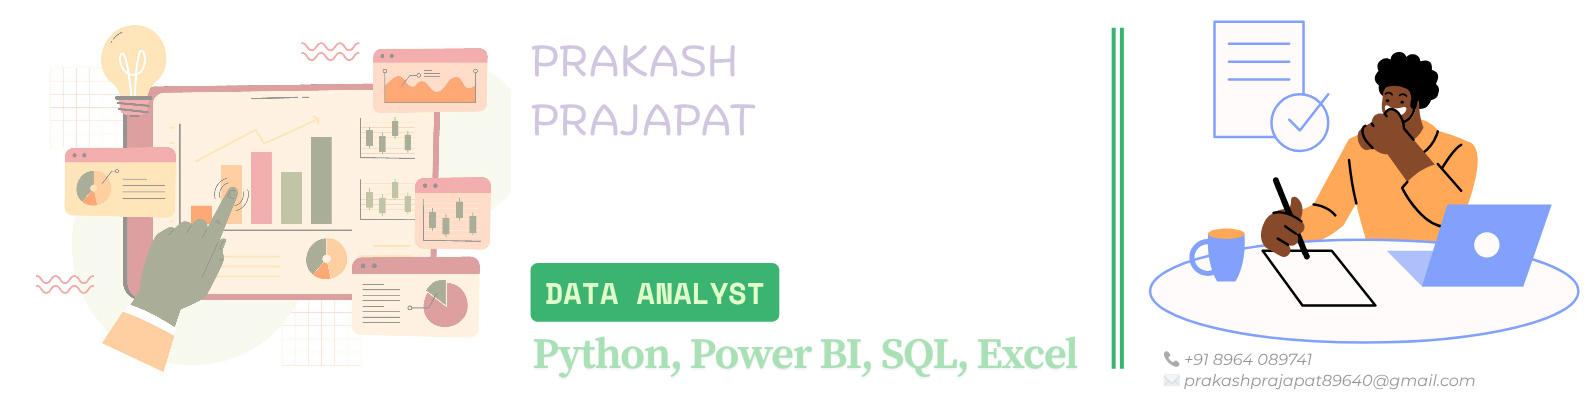 PRAKASH
PRAJAPAT
DATA ANALYST
Python, Power BI, SQL, Excel
+91 8964 089741
prakashprajapat89640@gmail.com